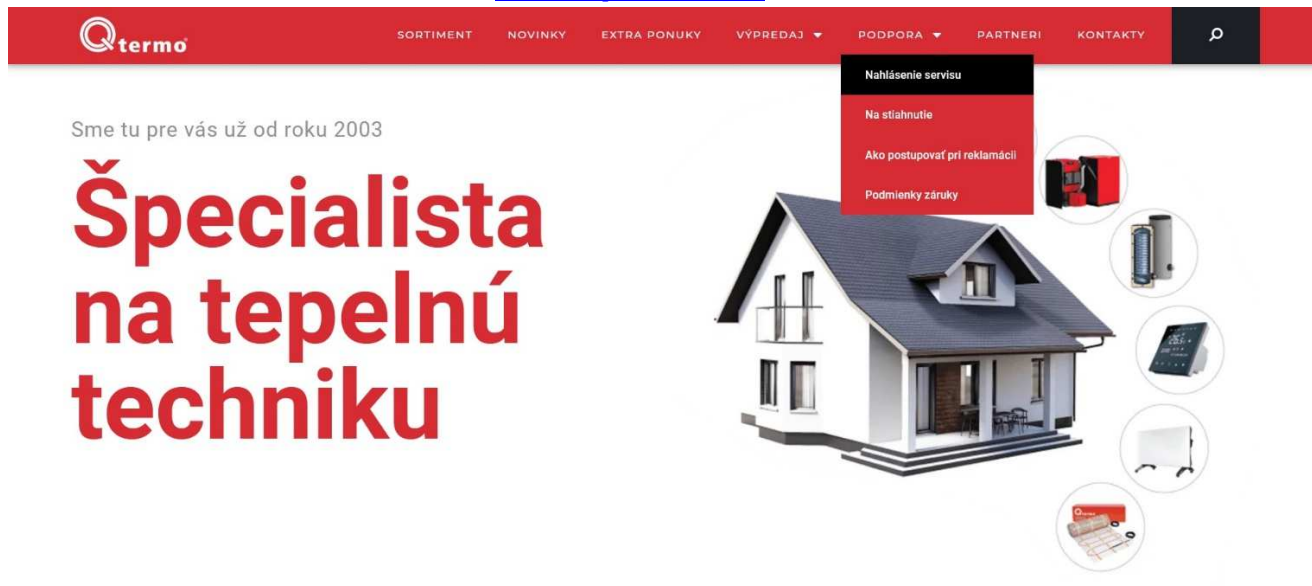 Qtermo
SORTIMENT NOVINKY EXTRA PONUKY VÝPREDAJ PODPORA PARTNERI KONTAKTY
Nahlásenie servisu
Na stiahnutie
Ako postupovať pri reklamácii
Podmienky záruky
Sme tu pre vás už od roku 2003
Špecialista
na tepelnú
techniku